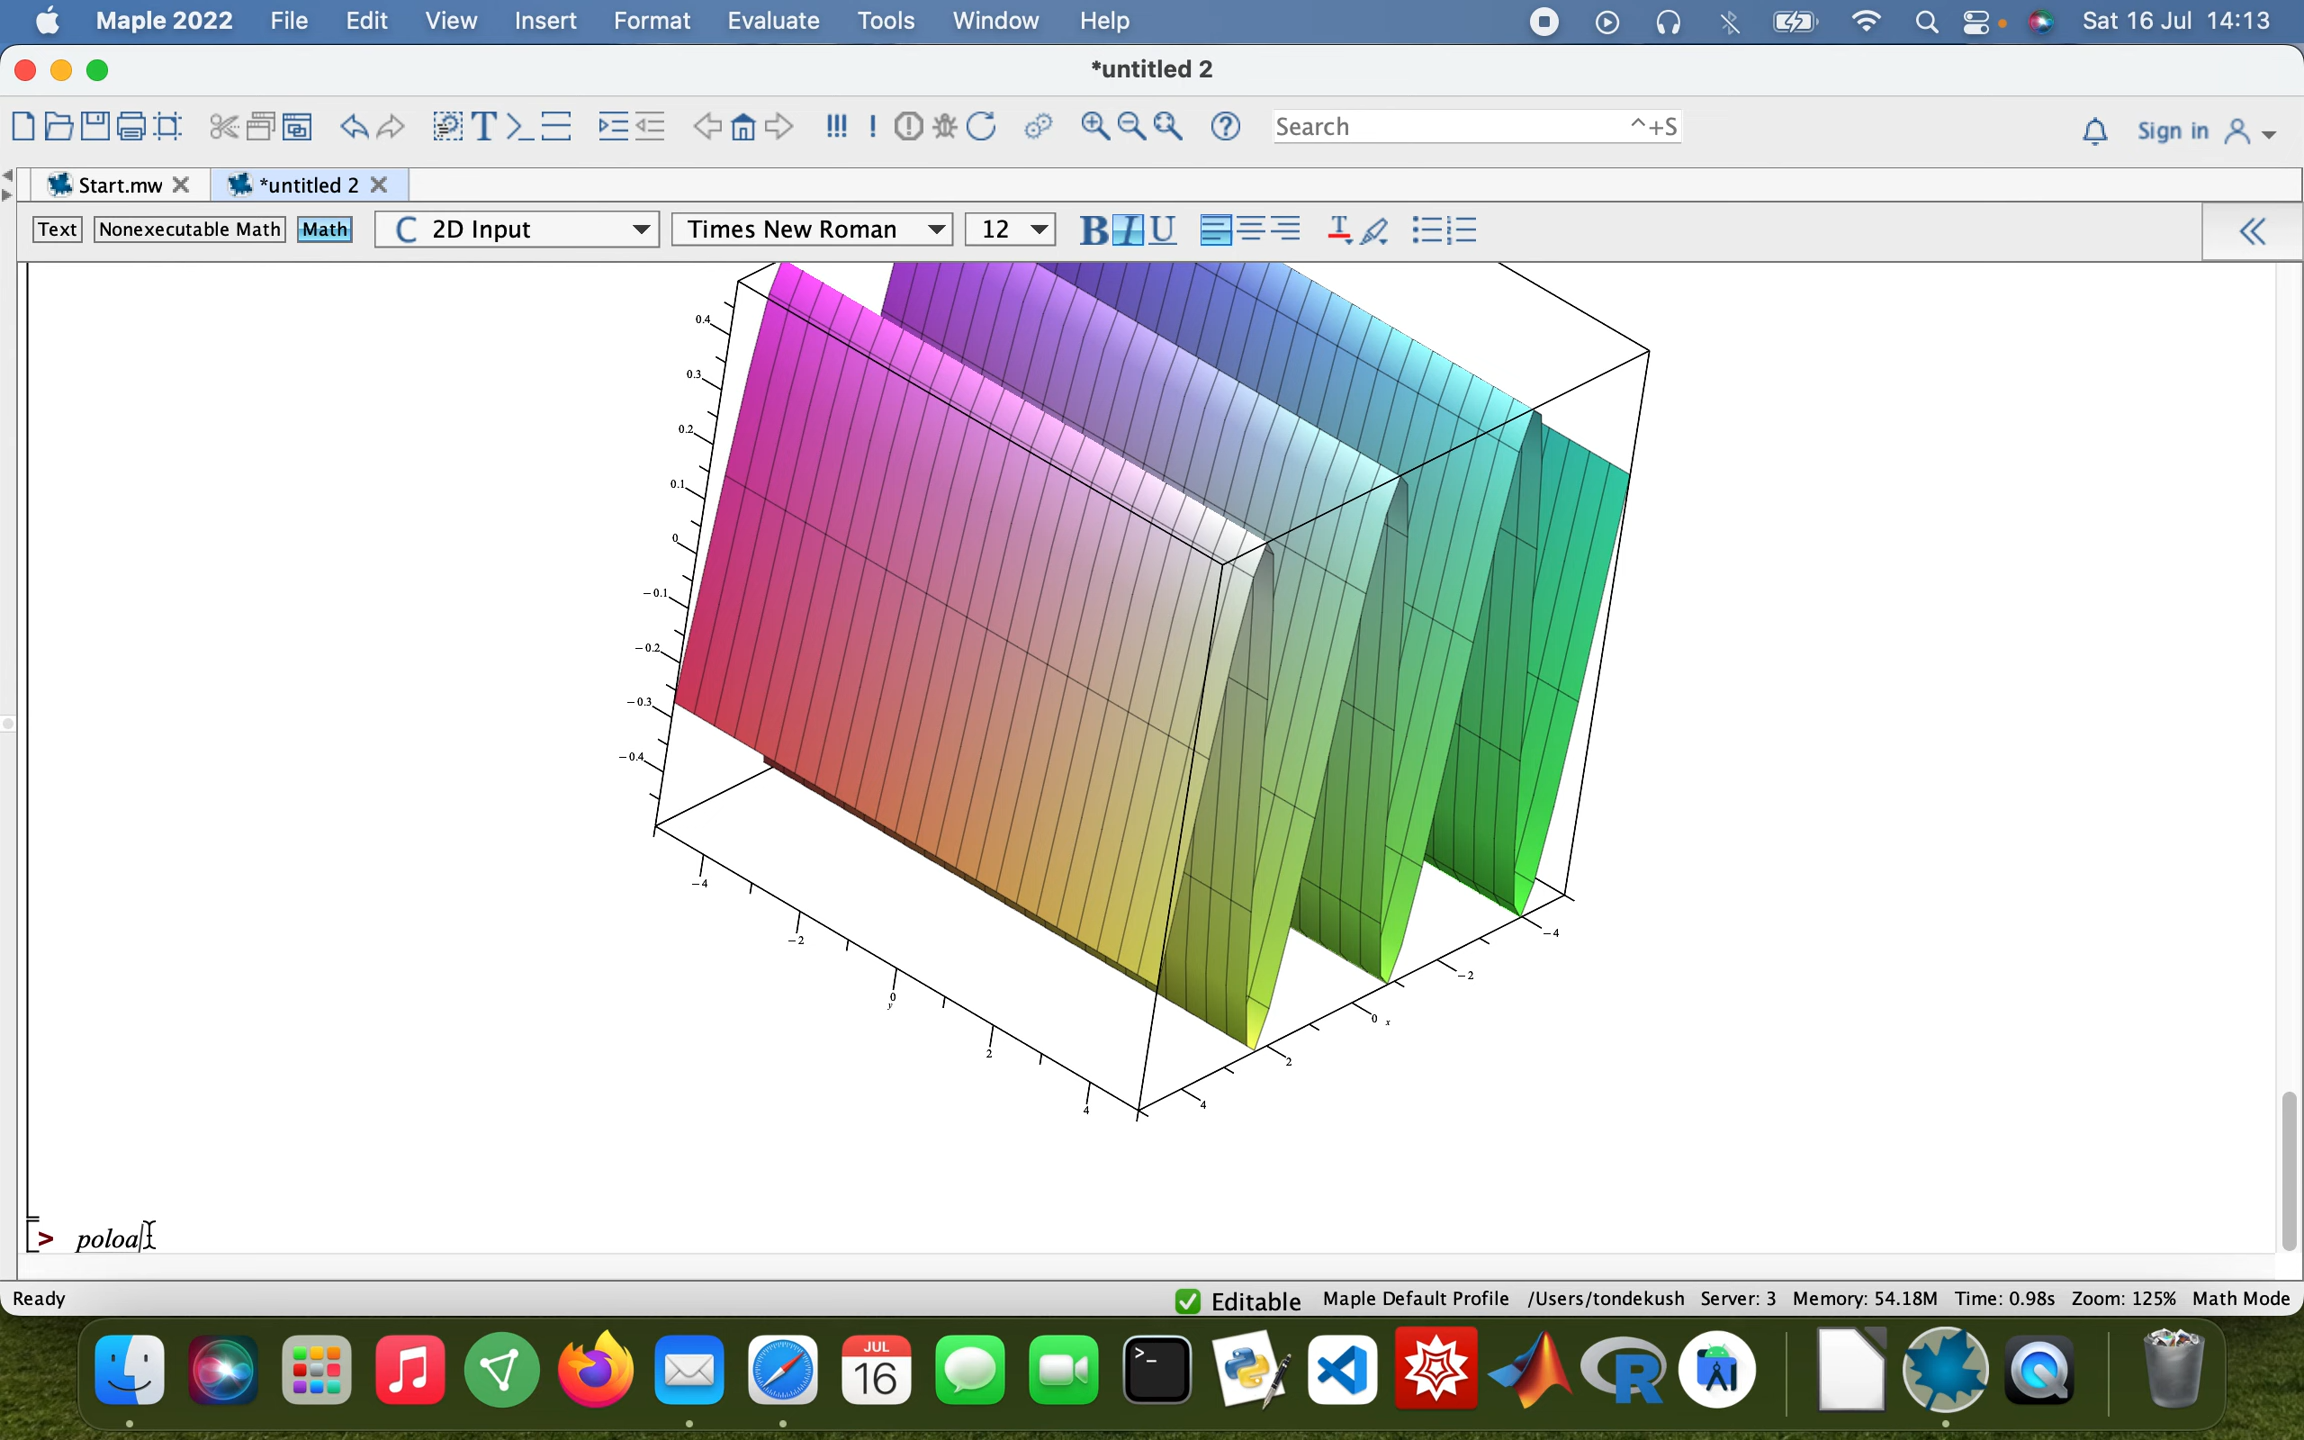 Maple 2022 File Edit View Insert Format Evaluate Tools Window Help Sat 16 Jul 14:13
*untitled 2
Search ^+S Sign in
Start.mw *untitled 2
Text Nonexecutable Math Math C 2D Input Times New Roman 12 B I U T
0.4
0.3
0.2
0.1
0
-0.1
-0.2
-0.3
-0.4
-4
-2
0
y
2
4
-4
-2
0 x
2
4
> poloa
Ready Editable Maple Default Profile /Users/tondekush Server: 3 Memory: 54.18M Time: 0.98s Zoom: 125% Math Mode
JUL
16
>_
R